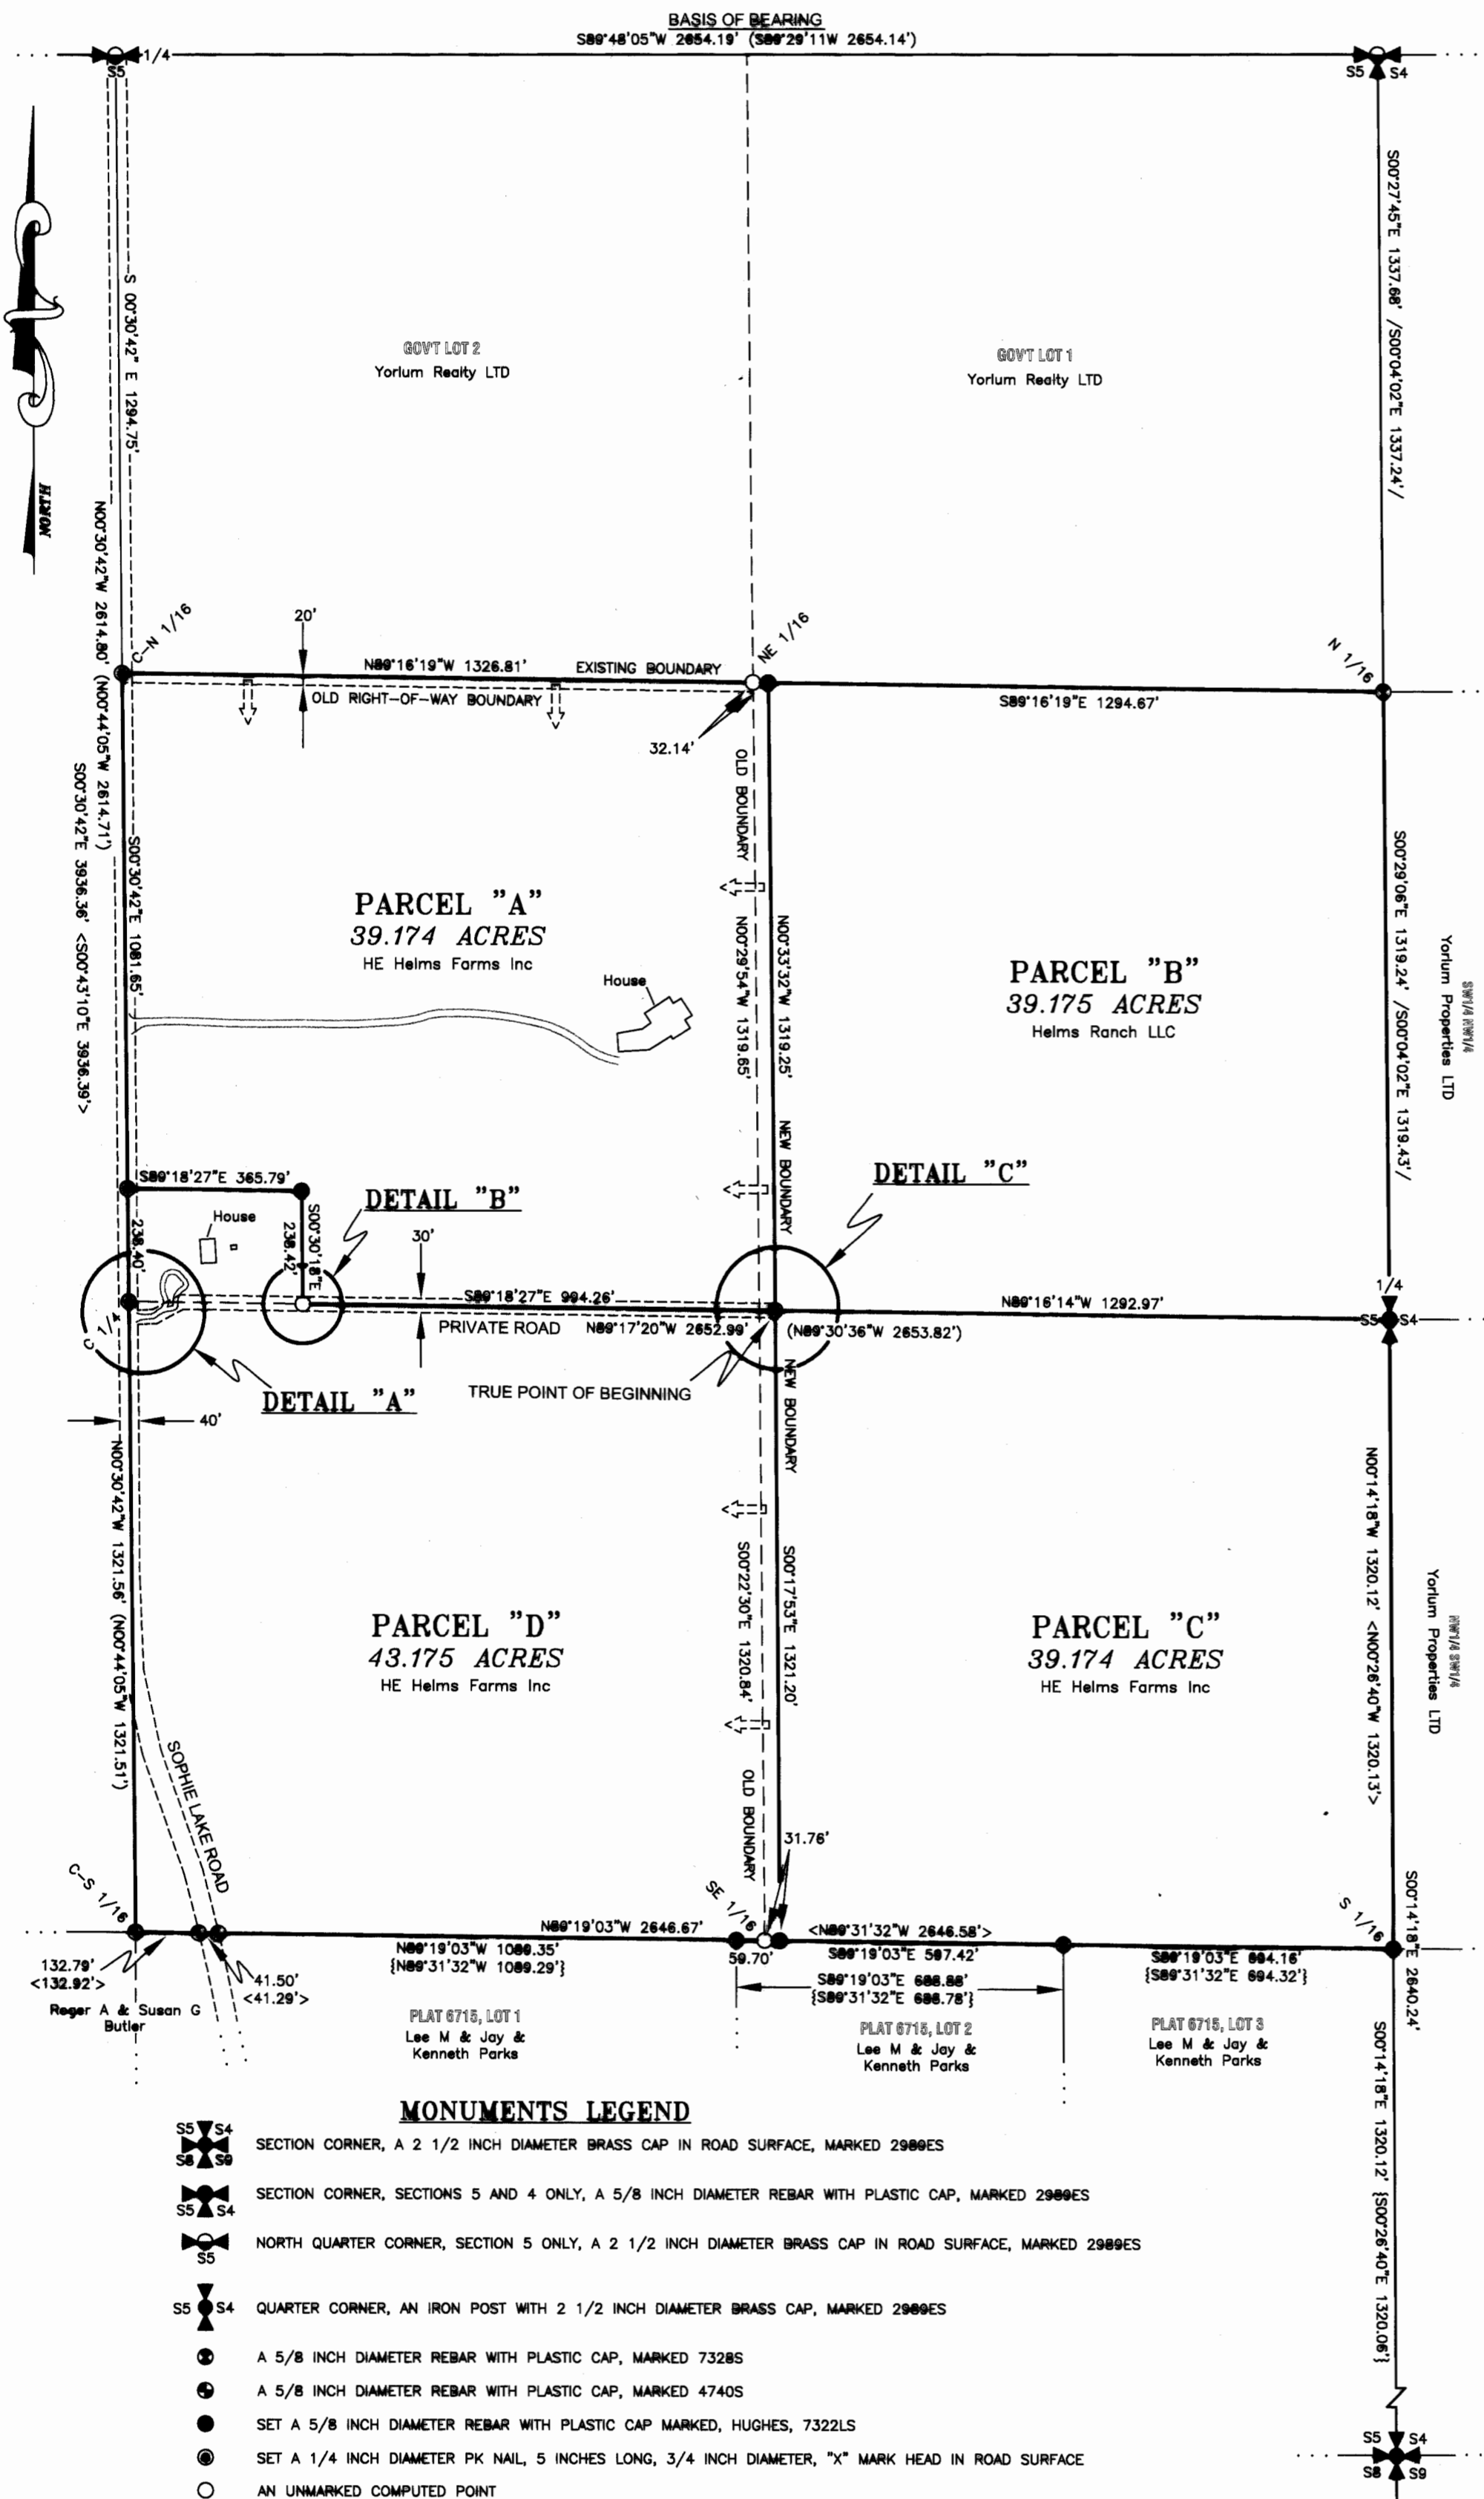 BASIS OF BEARING
S89°48'05"W 2654.19' (S89°29'11W 2654.14')
1/4
S5
S5 S4
S 00°30'42" E 1294.75'
S00°27'45"E 1337.68' /S00°04'02"E 1337.24'/
GOV'T LOT 2
Yorlum Realty LTD
GOV'T LOT 1
Yorlum Realty LTD
NORTH
N00°30'42"W 2614.80' (N00°44'05"W 2614.71')
S00°30'42"E 3936.36' <S00°43'10"E 3936.39'>
C-N 1/16
20'
N89°16'19"W 1326.81'
EXISTING BOUNDARY
OLD RIGHT-OF-WAY BOUNDARY
NE 1/16
32.14'
S89°16'19"E 1294.67'
N 1/16
OLD BOUNDARY
S00°30'42"E 1081.65'
PARCEL "A"
39.174 ACRES
HE Helms Farms Inc
House
N00°29'54"W 1319.65'
N00°33'32"W 1319.25'
NEW BOUNDARY
PARCEL "B"
39.175 ACRES
Helms Ranch LLC
S00°29'06"E 1319.24' /S00°04'02"E 1319.43'/
Yorlum Properties LTD
SW1/4 NW1/4
S89°18'27"E 365.79'
238.40'
House
S00°30'18"E
238.42'
DETAIL "B"
DETAIL "C"
30'
S89°18'27"E 994.26'
PRIVATE ROAD
N89°17'20"W 2652.99'
(N89°30'36"W 2653.82')
N89°16'14"W 1292.97'
1/4
S5 S4
C 1/4
TRUE POINT OF BEGINNING
DETAIL "A"
40'
NEW BOUNDARY
N00°30'42"W 1321.56' (N00°44'05"W 1321.51')
PARCEL "D"
43.175 ACRES
HE Helms Farms Inc
S00°22'30"E 1320.84'
S00°17'53"E 1321.20'
OLD BOUNDARY
PARCEL "C"
39.174 ACRES
HE Helms Farms Inc
N00°14'18"W 1320.12' <N00°26'40"W 1320.13'>
Yorlum Properties LTD
NW1/4 SW1/4
SOPHIE LAKE ROAD
31.76'
C-S 1/16
SE 1/16
S 1/16
S00°14'18"E 2640.24'
N89°19'03"W 2646.67'
<N89°31'32"W 2646.58'>
N89°19'03"W 1089.35'
{N89°31'32"W 1089.29'}
59.70'
S89°19'03"E 597.42'
S89°19'03"E 694.16'
{S89°31'32"E 694.32'}
132.79'
<132.92'>
41.50'
<41.29'>
S89°19'03"E 688.88'
{S89°31'32"E 688.78'}
Roger A & Susan G
Butler
PLAT 6715, LOT 1
Lee M & Jay &
Kenneth Parks
PLAT 6715, LOT 2
Lee M & Jay &
Kenneth Parks
PLAT 6715, LOT 3
Lee M & Jay &
Kenneth Parks
S00°14'18"E 1320.12' {S00°26'40"E 1320.06'}
MONUMENTS LEGEND
S5 S4
S8 S9
SECTION CORNER, A 2 1/2 INCH DIAMETER BRASS CAP IN ROAD SURFACE, MARKED 2989ES
S5 S4
SECTION CORNER, SECTIONS 5 AND 4 ONLY, A 5/8 INCH DIAMETER REBAR WITH PLASTIC CAP, MARKED 2989ES
S5
NORTH QUARTER CORNER, SECTION 5 ONLY, A 2 1/2 INCH DIAMETER BRASS CAP IN ROAD SURFACE, MARKED 2989ES
S5 S4
QUARTER CORNER, AN IRON POST WITH 2 1/2 INCH DIAMETER BRASS CAP, MARKED 2989ES
A 5/8 INCH DIAMETER REBAR WITH PLASTIC CAP, MARKED 7328S
A 5/8 INCH DIAMETER REBAR WITH PLASTIC CAP, MARKED 4740S
SET A 5/8 INCH DIAMETER REBAR WITH PLASTIC CAP MARKED, HUGHES, 7322LS
SET A 1/4 INCH DIAMETER PK NAIL, 5 INCHES LONG, 3/4 INCH DIAMETER, "X" MARK HEAD IN ROAD SURFACE
AN UNMARKED COMPUTED POINT
S5 S4
S8 S9